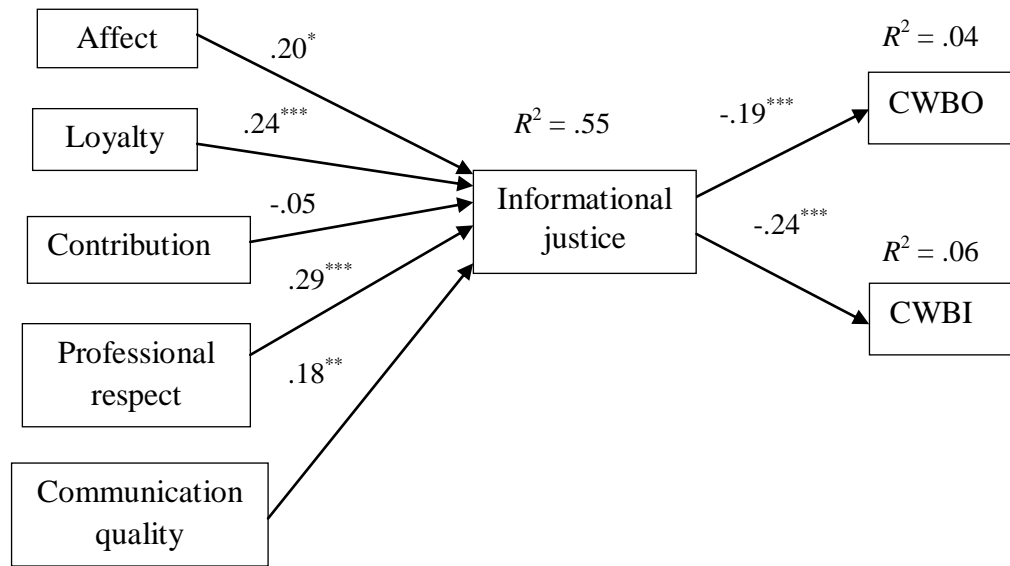 Affect
.20*
R² = .04
CWBO
Loyalty
.24***
R² = .55
-.19***
Contribution
-.05
Informational
justice
-.24***
R² = .06
CWBI
.29***
Professional
respect
.18**
Communication
quality